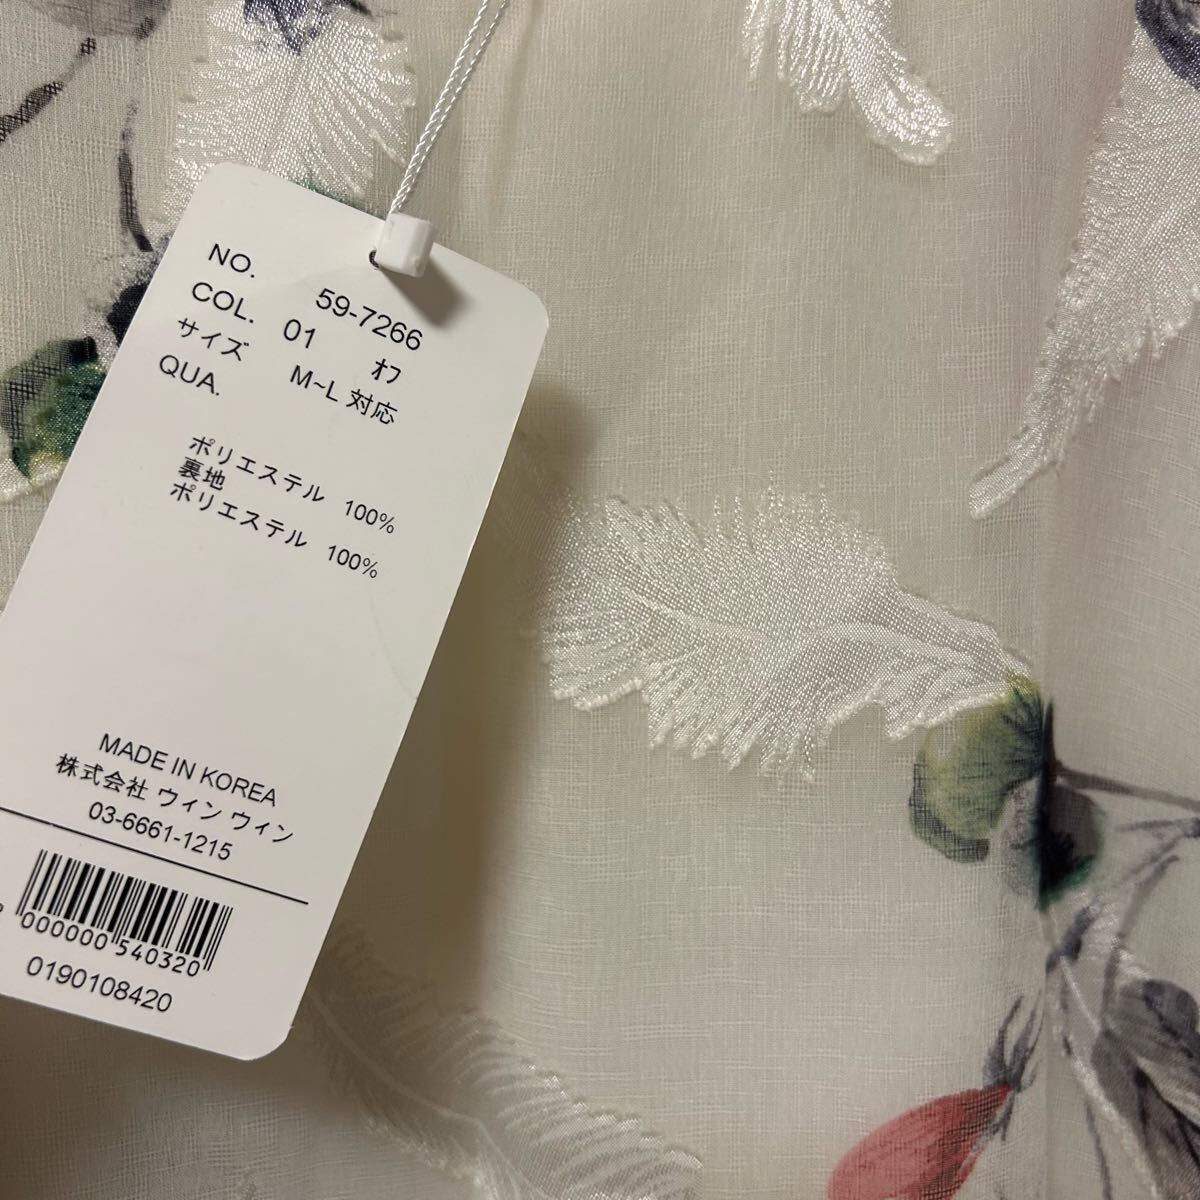 NO. 59-7266
COL. 01 ｵﾌ
サイズ M~L 対応
QUA.
ポリエステル 100%
裏地
ポリエステル 100%
MADE IN KOREA
株式会社 ウィン ウィン
03-6661-1215
000000 540320
0190108420